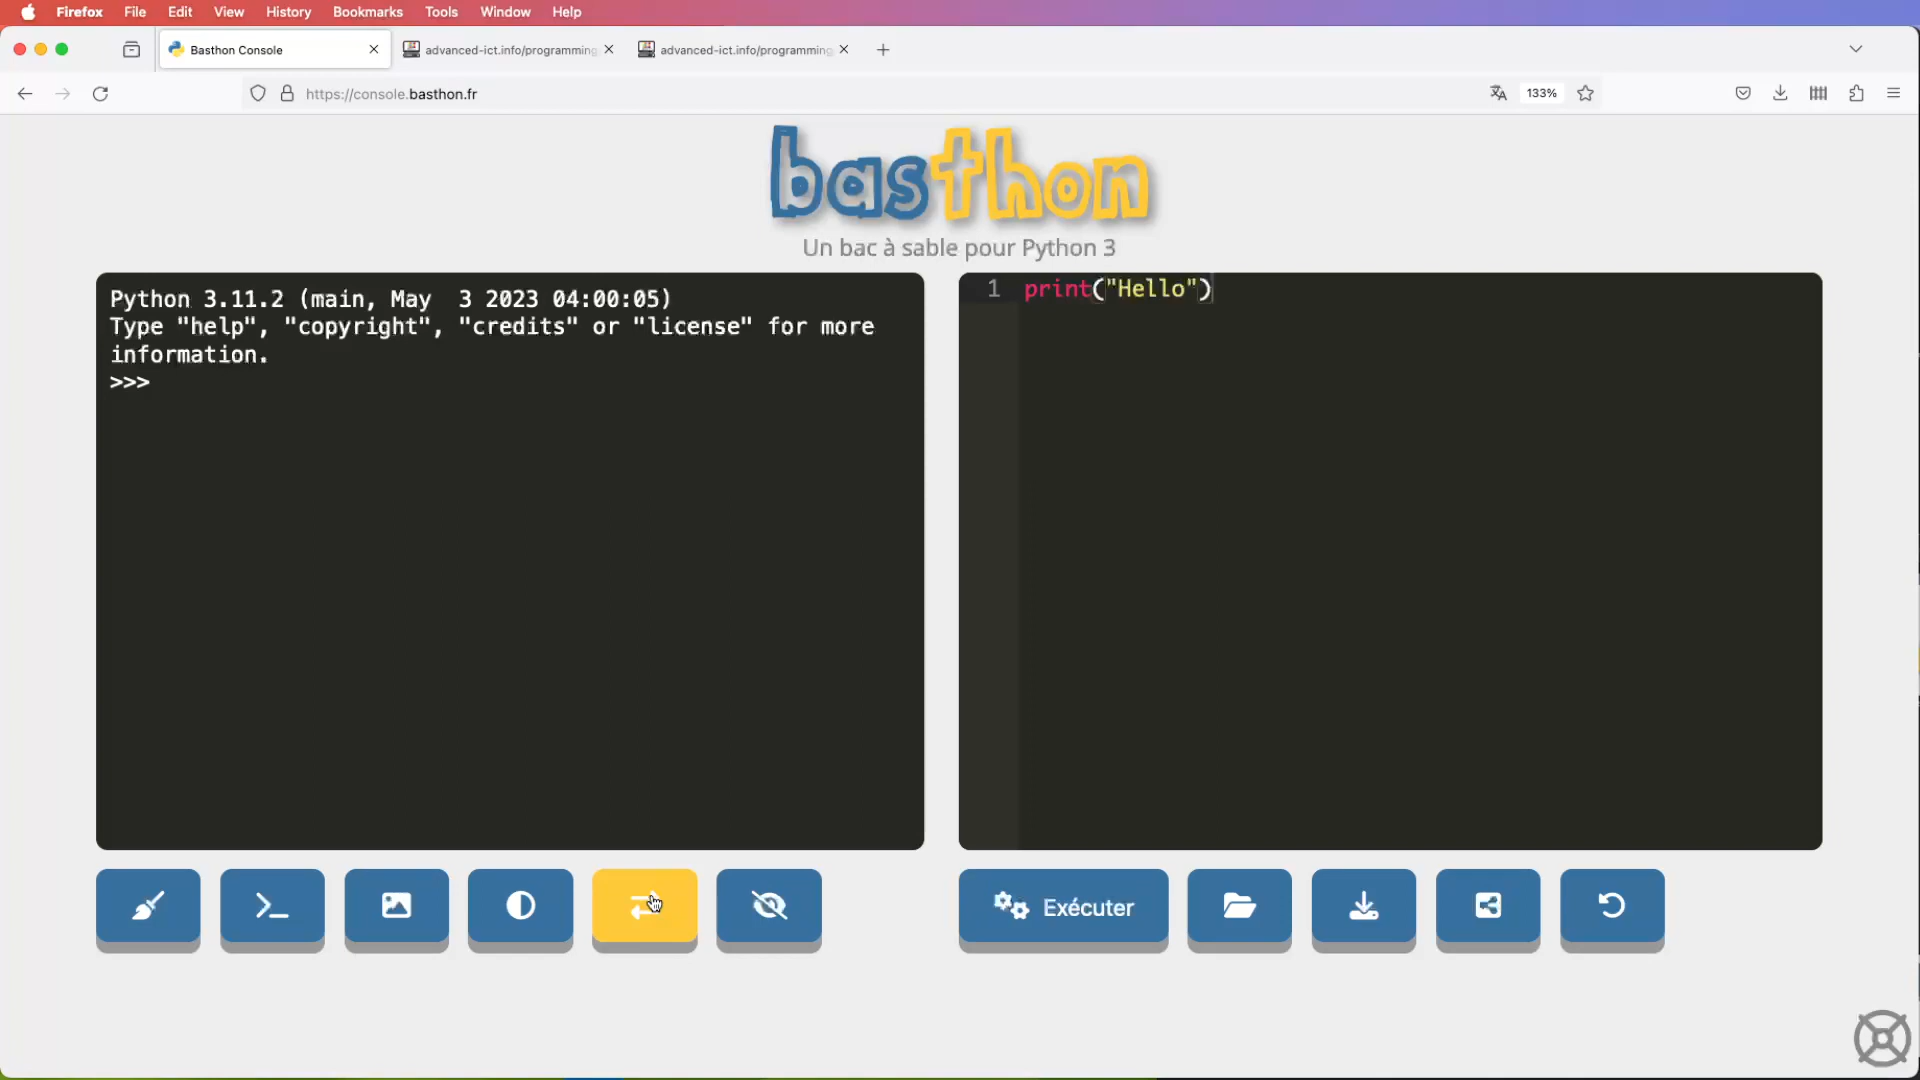 Firefox File Edit View History Bookmarks Tools Window Help
Basthon Console
advanced-ict.info/programming
advanced-ict.info/programming
https://console.basthon.fr
133%
basthon
Un bac à sable pour Python 3
Python 3.11.2 (main, May  3 2023 04:00:05)
Type "help", "copyright", "credits" or "license" for more
information.
>>>
1 print("Hello")
Exécuter